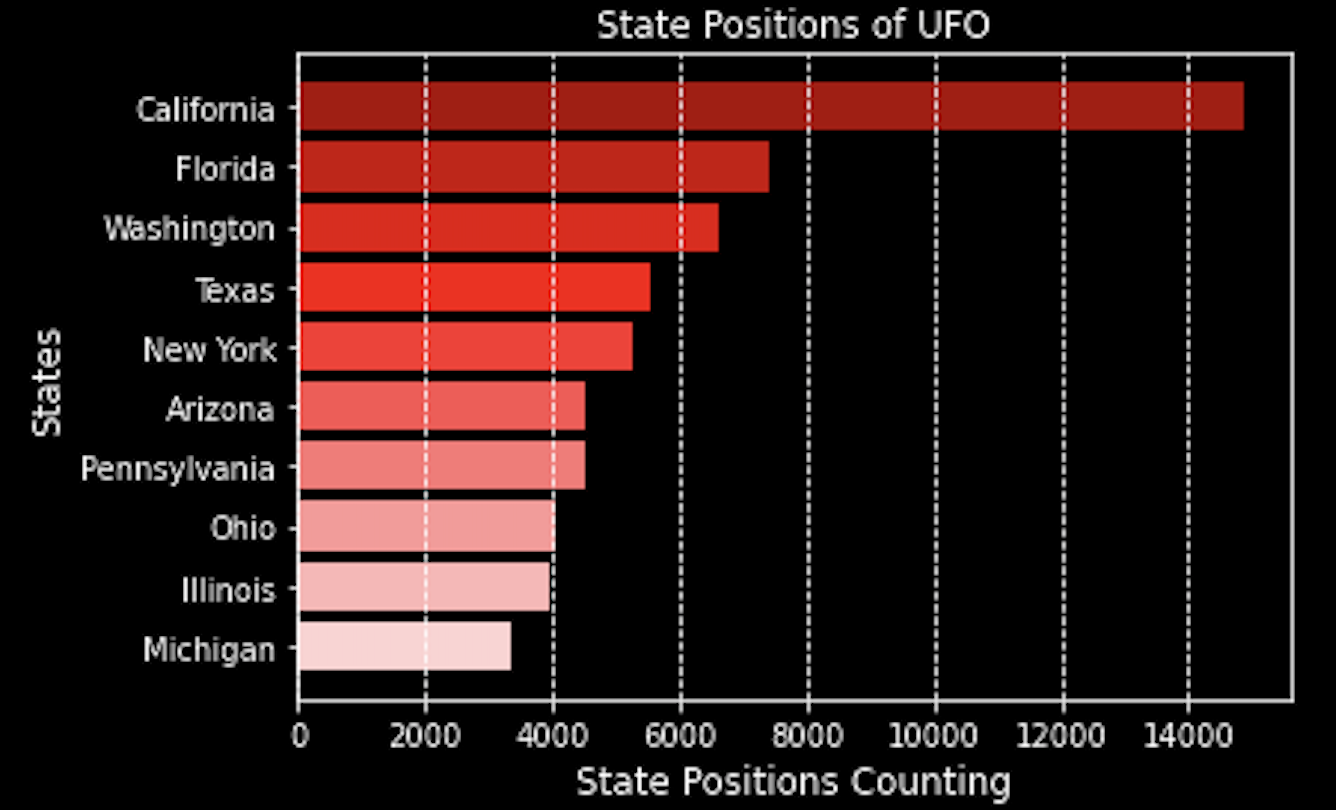 State Positions of UFO
California
Florida
Washington
Texas
New York
Arizona
Pennsylvania
Ohio
Illinois
Michigan
States
0 2000 4000 6000 8000 10000 12000 14000
State Positions Counting